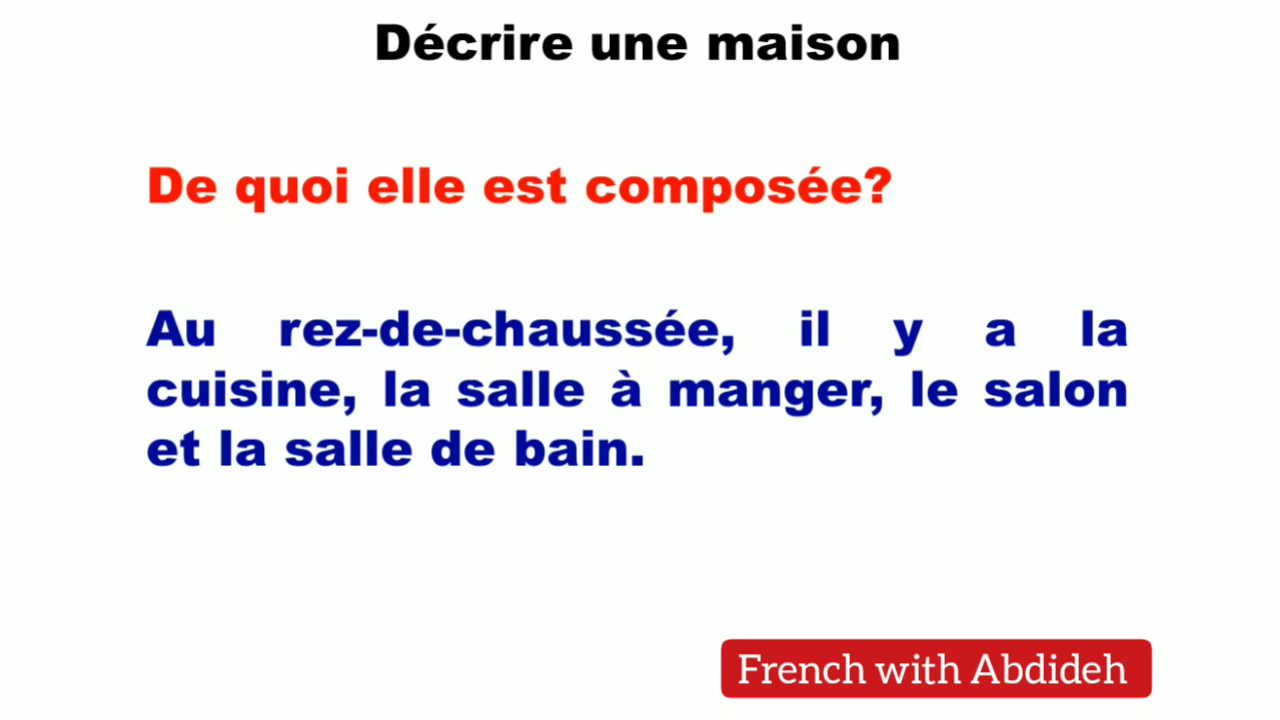 Décrire une maison
De quoi elle est composée?
Au rez-de-chaussée, il y a la
cuisine, la salle à manger, le salon
et la salle de bain.
French with Abdideh